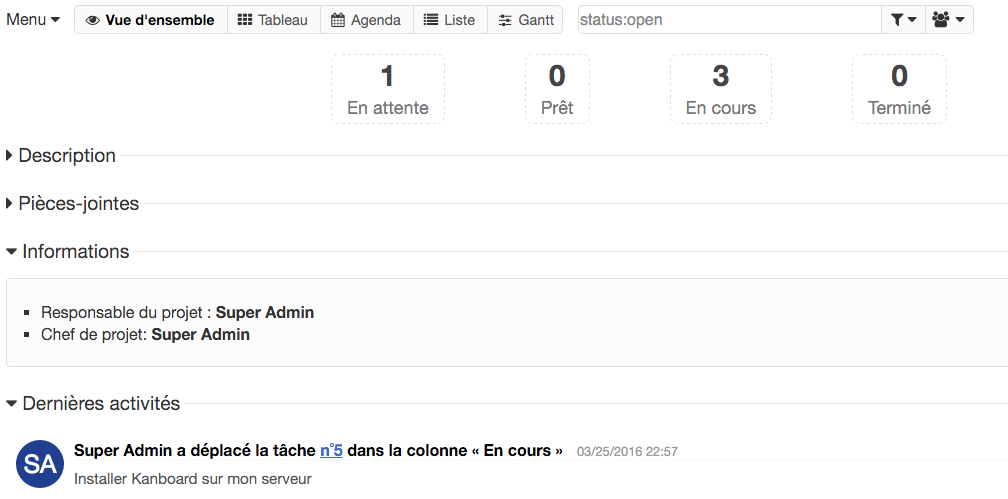 Menu Vue d'ensemble Tableau Agenda Liste Gantt status:open
1 0 3 0
En attente Prêt En cours Terminé
Description
Pièces-jointes
Informations
Responsable du projet : Super Admin
Chef de projet: Super Admin
Dernières activités
SA Super Admin a déplacé la tâche n°5 dans la colonne « En cours » 03/25/2016 22:57
Installer Kanboard sur mon serveur